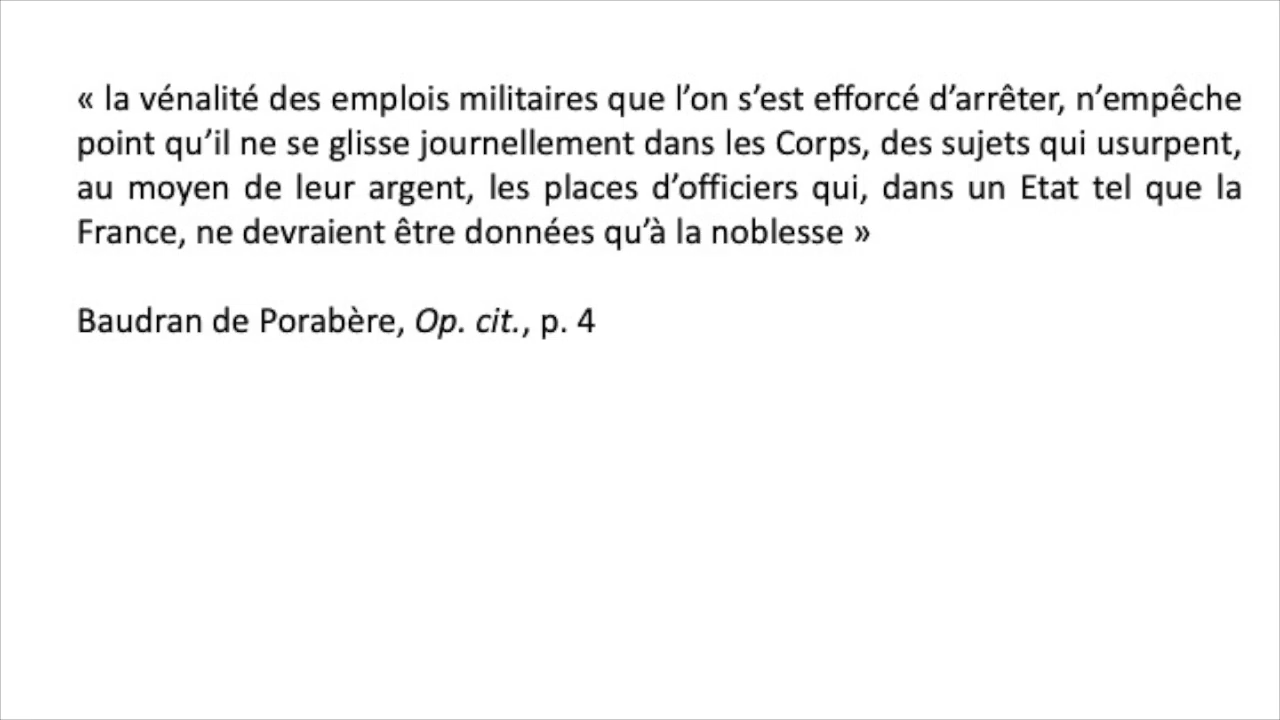 « la vénalité des emplois militaires que l’on s’est efforcé d’arrêter, n’empêche
point qu’il ne se glisse journellement dans les Corps, des sujets qui usurpent,
au moyen de leur argent, les places d’officiers qui, dans un Etat tel que la
France, ne devraient être données qu’à la noblesse »
Baudran de Porabère, Op. cit., p. 4